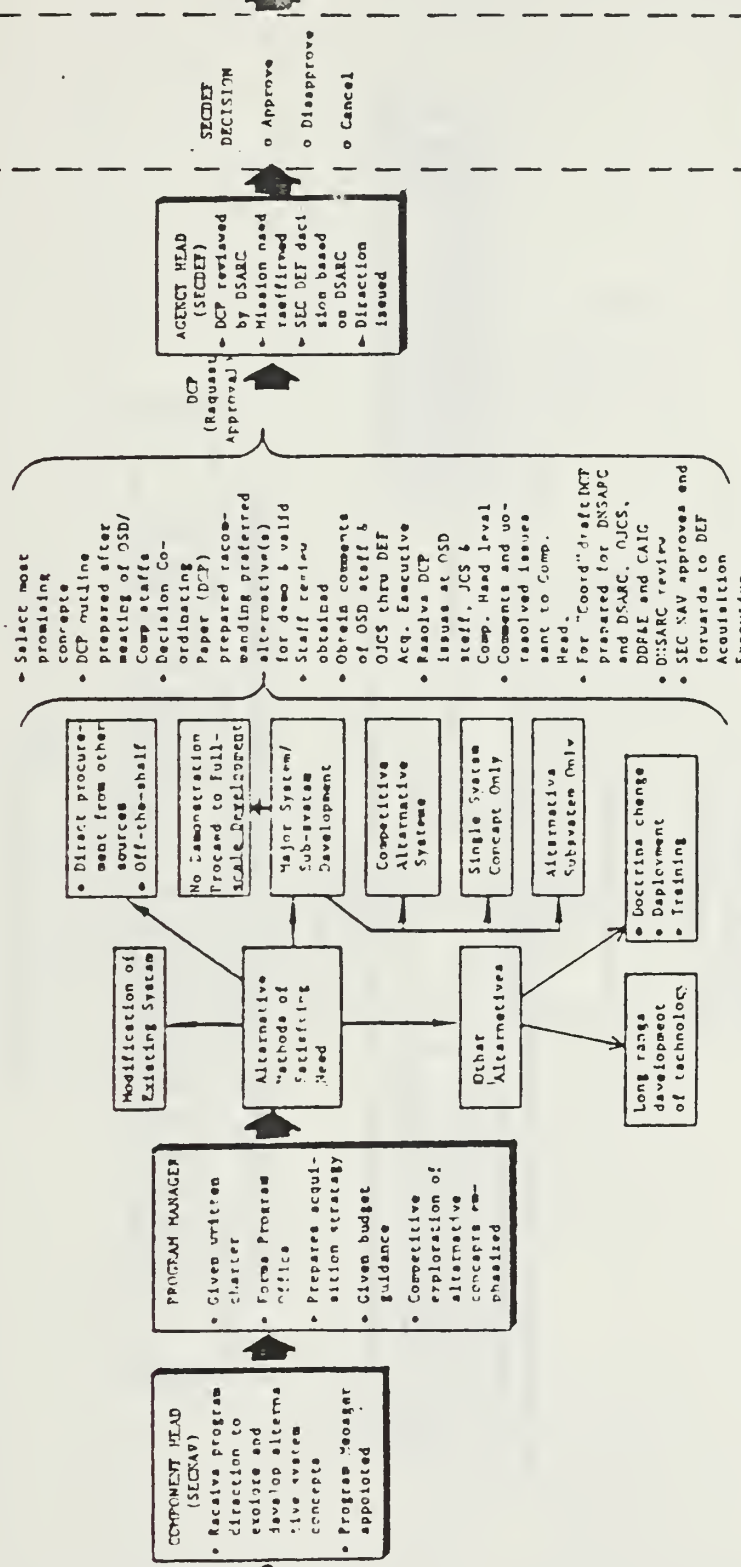 COMPONENT HEAD
(SECNAV)
• Receive program
direction to
explore and
develop alterna
tive system
concepts
• Program Manager
appointed
PROGRAM MANAGER
• Given written
charter
• Forms Program
Office
• Prepares acqui-
sition strategy
• Given budget
guidance
• Competitive
exploration of
alternative
concepts em-
phasized
Modification of
Existing System
Alternative
Methods of
Satisfying
Need
Other
Alternatives
Long range
development
of technology
• Direct procure-
ment from other
sources
• Off-the-shelf
No Demonstration
Proceed to Full-
scale Development
Major System/
Sub-system
Development
Competitive
Alternative
Systems
Single System
Concept Only
Alternative
Subsystem Only
• Doctrine change
• Deployment
• Training
• Select most
promising
concepts
• DCP outline
prepared after
meeting of OSD/
Comp staffs
• Decision Co-
ordinating
Paper (DCP)
prepared recom-
mending preferred
alternative(s)
for demo & valid
• Staff review
obtained
• Obtain comments
of OSD staff &
OJCS thru DEF
Acq. Executive
• Resolve DCP
issues at OSD
staff, JCS &
Comp. Head level
• Comments and uo-
resolved issues
sent to Comp.
Head.
• For "Coord" draft DCP
prepared for DNSARC
and DSARC, OJCS,
DDR&E and CAIG
• DNSARC review
• SEC NAV approves and
forwards to DEF
Acquisition
Executive
DCP
(Request
Approval
AGENCY HEAD
(SECDEF)
• DCP reviewed
by DSARC
• Mission need
reaffirmed
• SEC DEF deci
sion based
on DSARC
• Direction
issued
SECDEF
DECISION
o Approve
o Disapprove
o Cancel